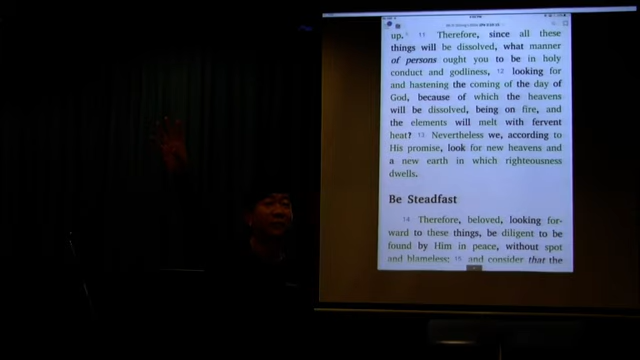 up. 11 Therefore, since all these
things will be dissolved, what manner
of persons ought you to be in holy
conduct and godliness, 12 looking for
and hastening the coming of the day of
God, because of which the heavens
will be dissolved, being on fire, and
the elements will melt with fervent
heat? 13 Nevertheless we, according to
His promise, look for new heavens and
a new earth in which righteousness
dwells.
Be Steadfast
14 Therefore, beloved, looking for-
ward to these things, be diligent to be
found by Him in peace, without spot
and blameless; 15 and consider that the